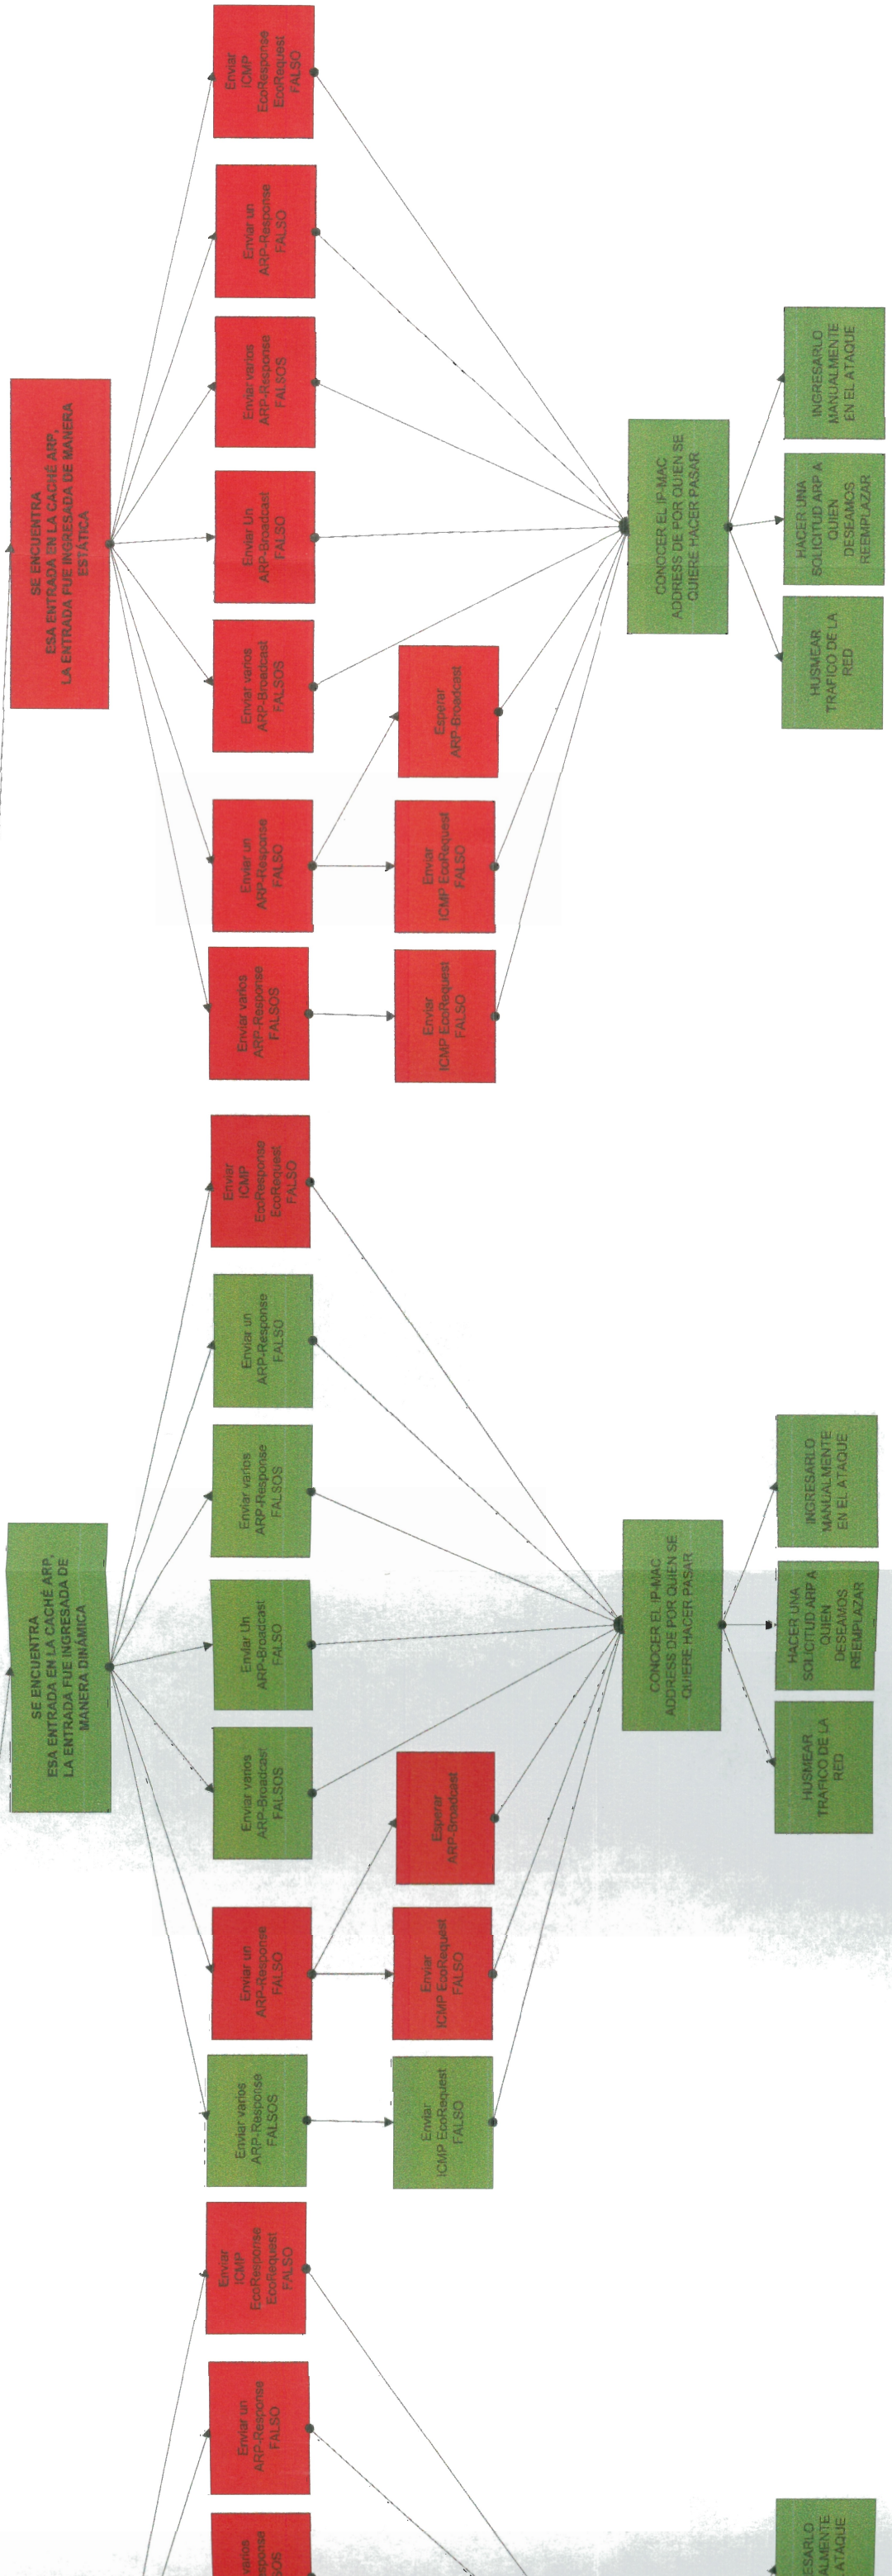 varios
esponse
SOS
Enviar un
ARP-Response
FALSO
Enviar
ICMP
EcoResponse
EcoRequest
FALSO
ESARLO
ALMENTE
ATAQUE
SE ENCUENTRA
ESA ENTRADA EN LA CACHÉ ARP,
LA ENTRADA FUE INGRESADA DE
MANERA DINÁMICA
Enviar varios
ARP-Response
FALSOS
Enviar un
ARP-Response
FALSO
Enviar varios
ARP-Broadcast
FALSOS
Enviar Un
ARP-Broadcast
FALSO
Enviar varios
ARP-Response
FALSOS
Enviar un
ARP-Response
FALSO
Enviar
ICMP
EcoResponse
EcoRequest
FALSO
Enviar
ICMP EcoRequest
FALSO
Enviar
ICMP EcoRequest
FALSO
Esperar
ARP-Broadcast
CONOCER EL IP-MAC
ADDRESS DE POR QUIEN SE
QUIERE HACER PASAR
HUSMEAR
TRAFICO DE LA
RED
HACER UNA
SOLICITUD ARP A
QUIEN
DESEAMOS
REEMPLAZAR
INGRESARLO
MANUALMENTE
EN EL ATAQUE
SE ENCUENTRA
ESA ENTRADA EN LA CACHÉ ARP,
LA ENTRADA FUE INGRESADA DE MANERA
ESTÁTICA
Enviar varios
ARP-Response
FALSOS
Enviar un
ARP-Response
FALSO
Enviar varios
ARP-Broadcast
FALSOS
Enviar Un
ARP-Broadcast
FALSO
Enviar varios
ARP-Response
FALSOS
Enviar un
ARP-Response
FALSO
Enviar
ICMP
EcoResponse
EcoRequest
FALSO
Enviar
ICMP EcoRequest
FALSO
Enviar
ICMP EcoRequest
FALSO
Esperar
ARP-Broadcast
CONOCER EL IP-MAC
ADDRESS DE POR QUIEN SE
QUIERE HACER PASAR
HUSMEAR
TRAFICO DE LA
RED
HACER UNA
SOLICITUD ARP A
QUIEN
DESEAMOS
REEMPLAZAR
INGRESARLO
MANUALMENTE
EN EL ATAQUE